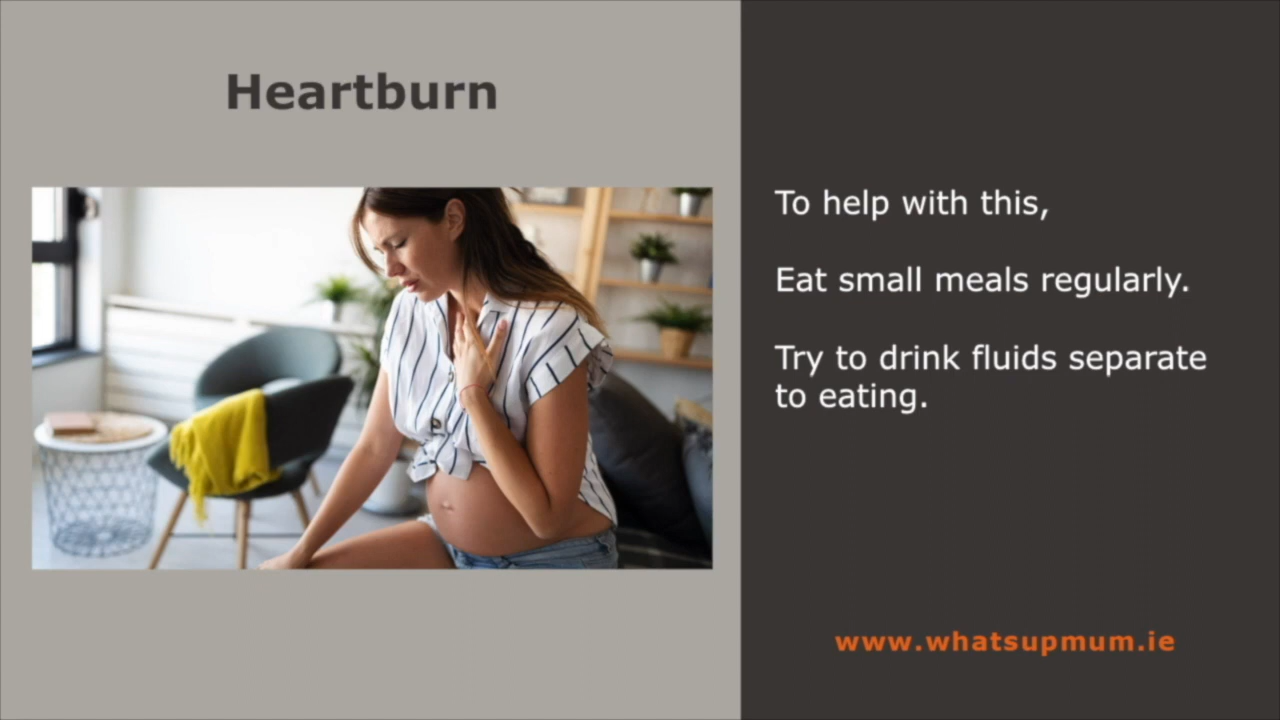 Heartburn
To help with this,
Eat small meals regularly.
Try to drink fluids separate
to eating.
www.whatsupmum.ie